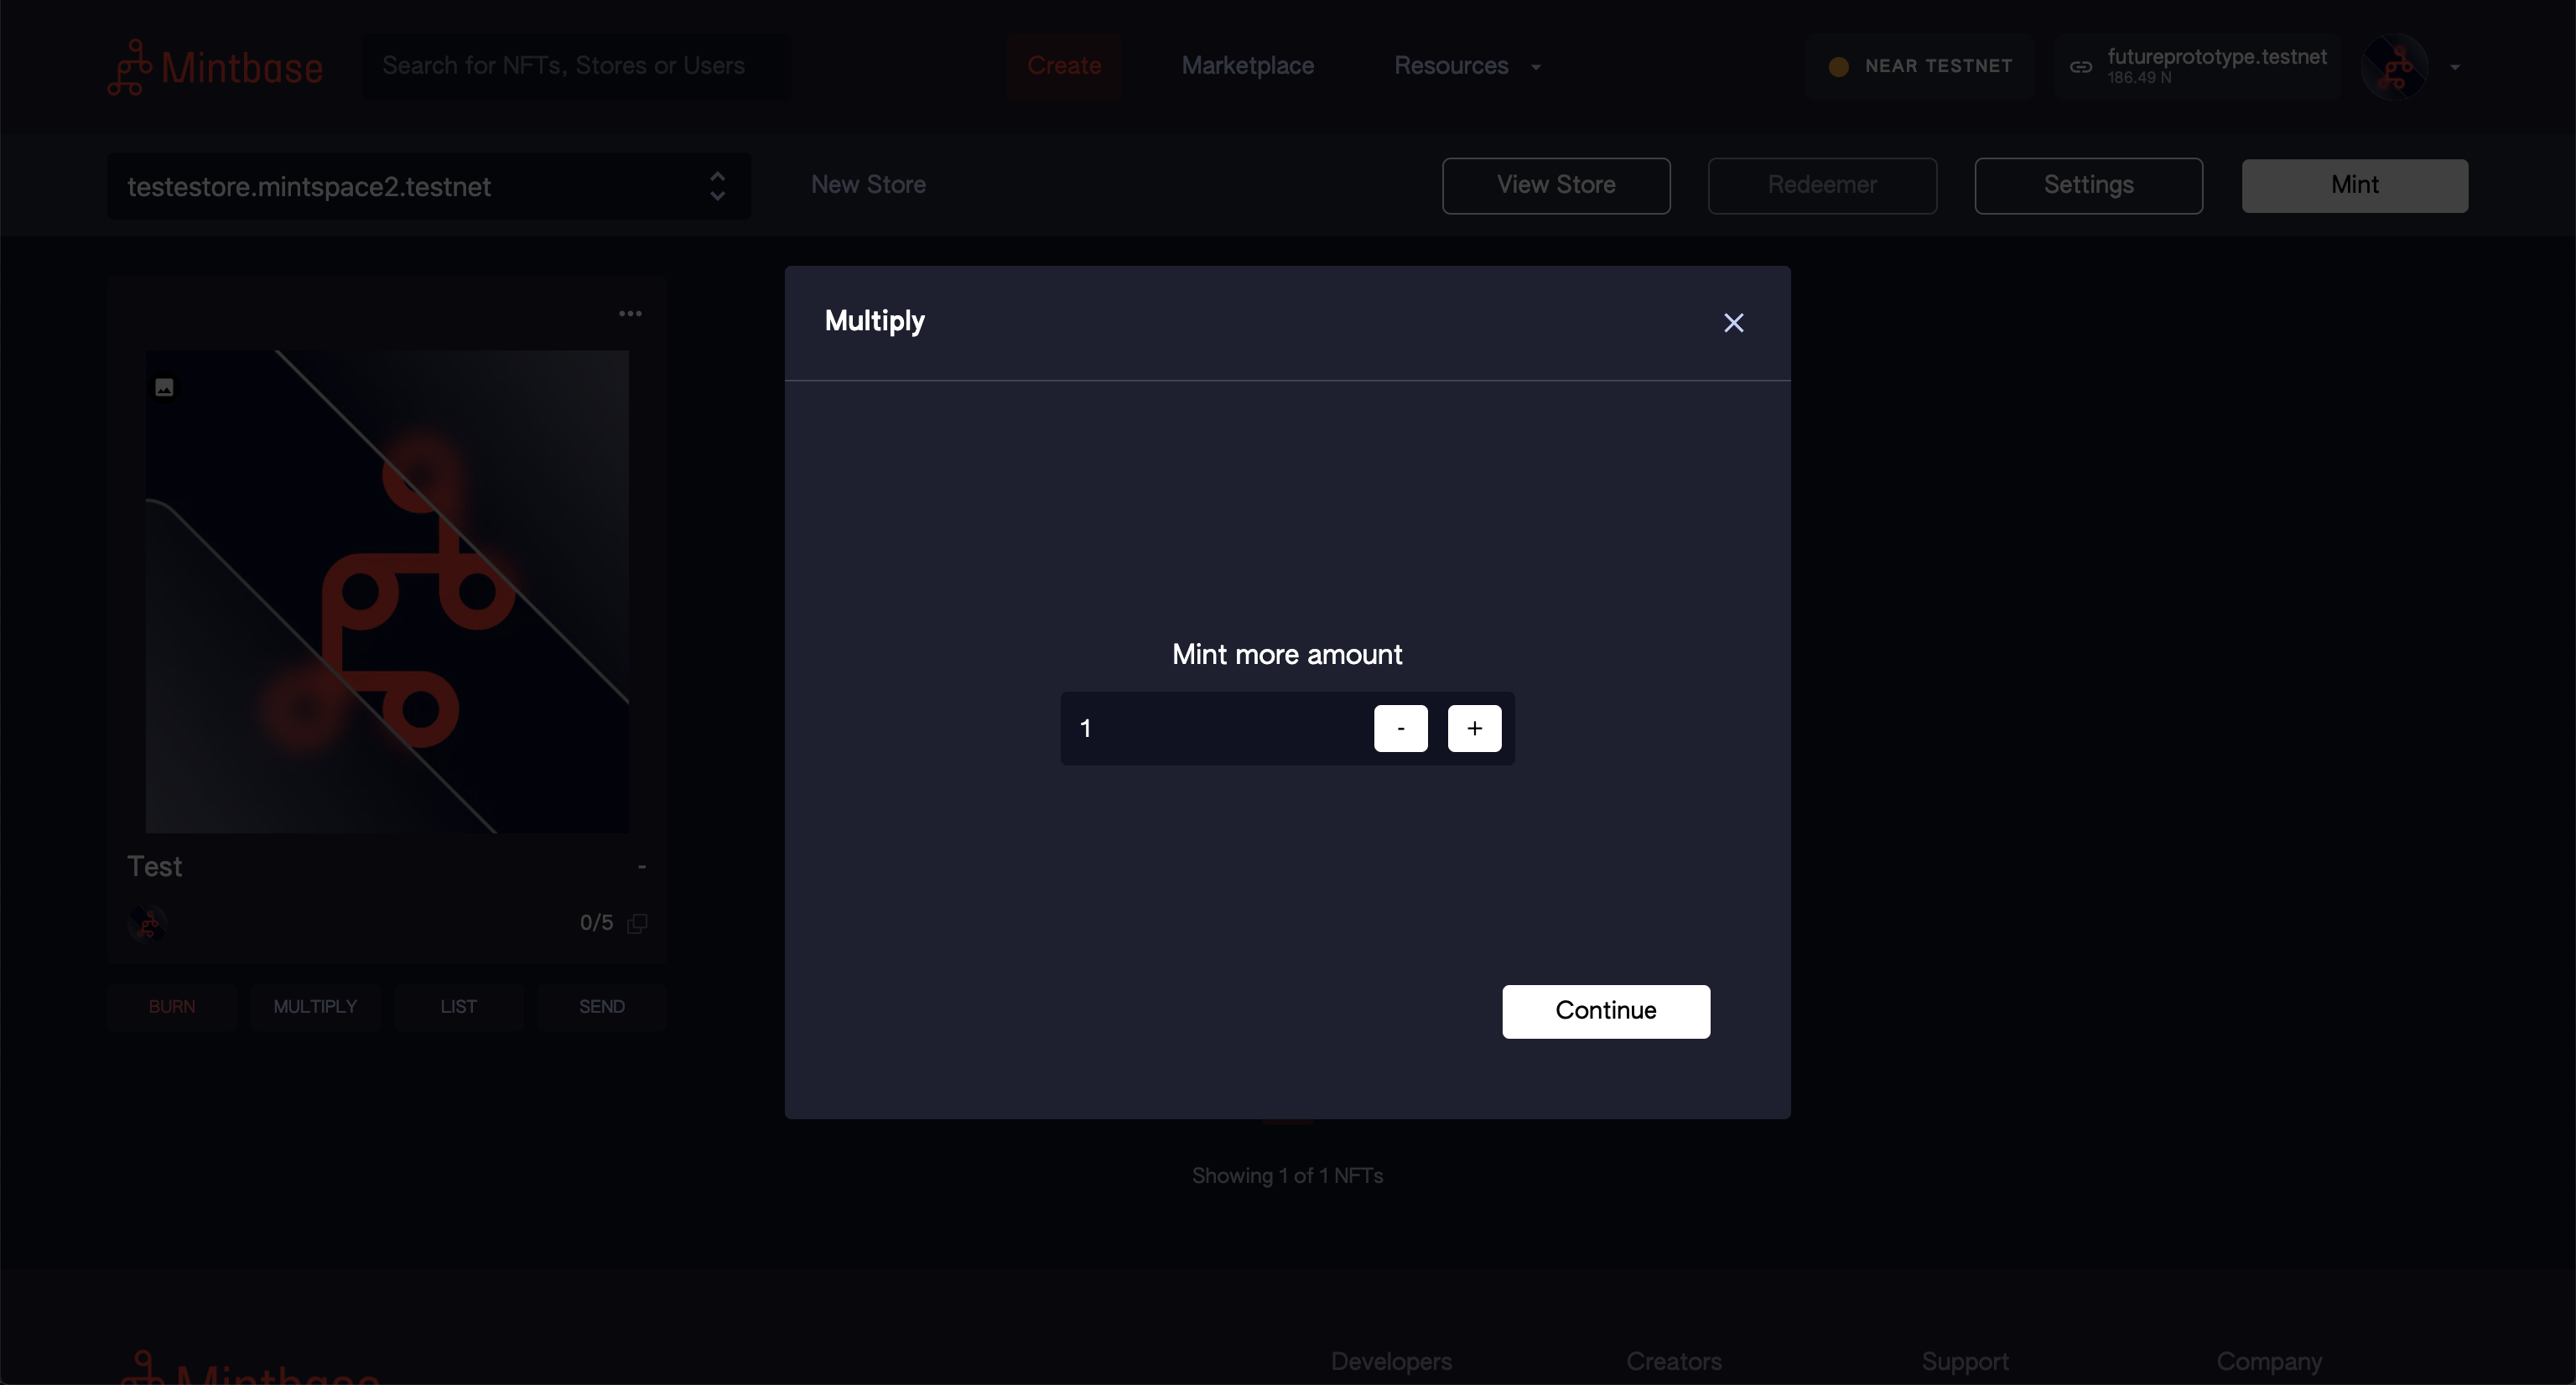 Mintbase
Search for NFTs, Stores or Users
Create
Marketplace
Resources
NEAR TESTNET
futureprototype.testnet
186.49 N
testestore.mintspace2.testnet
New Store
View Store
Redeemer
Settings
Mint
Multiply
Mint more amount
1
-
+
Continue
Test
-
0/5
BURN
MULTIPLY
LIST
SEND
Showing 1 of 1 NFTs
Mintbase
Developers
Creators
Support
Company